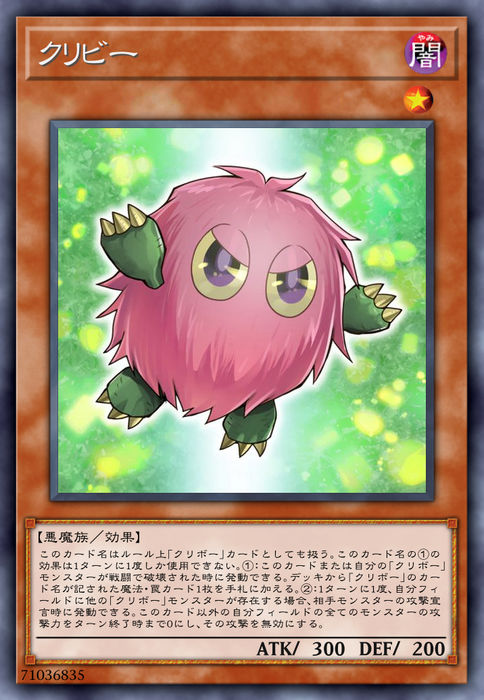 クリビー
やみ
闇
【悪魔族／効果】
このカード名はルール上「クリボー」カードとしても扱う。このカード名の①の
効果は1ターンに1度しか使用できない。①：このカードまたは自分の「クリボー」
モンスターが戦闘で破壊された時に発動できる。デッキから「クリボー」のカー
ド名が記された魔法・罠カード1枚を手札に加える。②：1ターンに1度、自分フィ
ールドに他の「クリボー」モンスターが存在する場合、相手モンスターの攻撃宣
言時に発動できる。このカード以外の自分フィールドの全てのモンスターの攻
撃力をターン終了時まで0にし、その攻撃を無効にする。
ATK/ 300 DEF/ 200
71036835